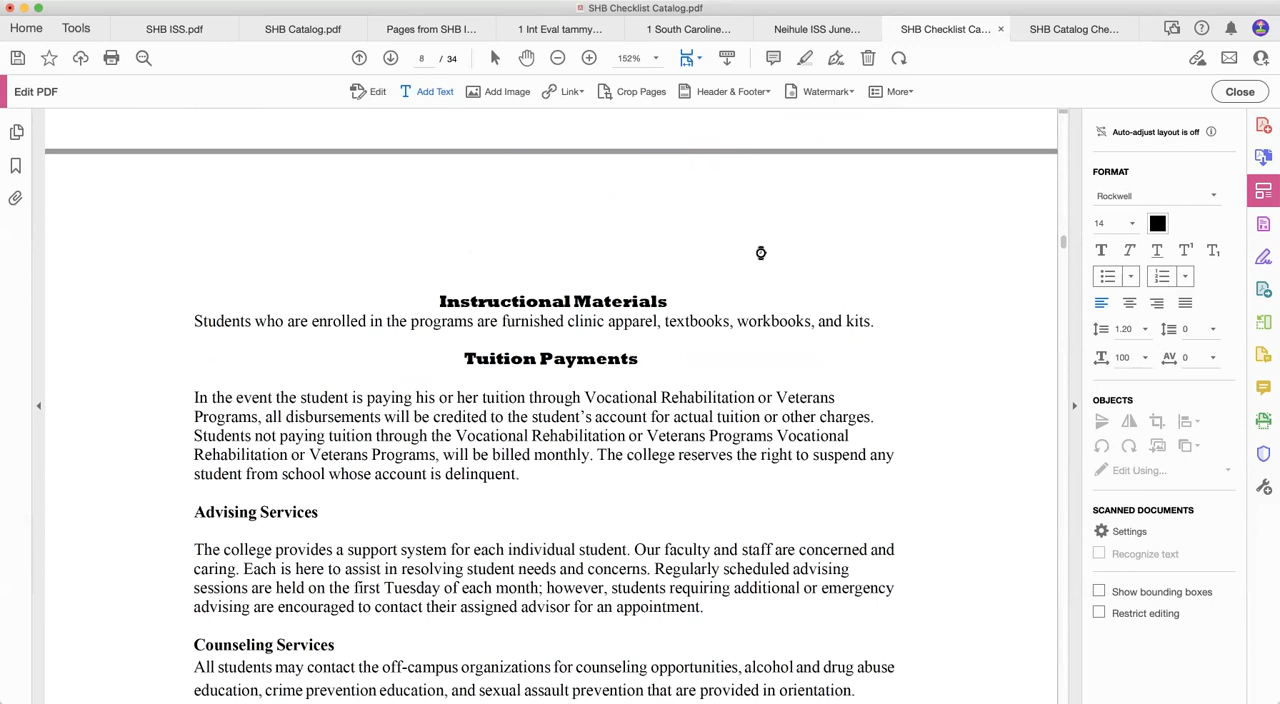 SHB Checklist Catalog.pdf
Home Tools SHB ISS.pdf SHB Catalog.pdf Pages from SHB I... 1 Int Eval tammy... 1 South Caroline... Neihule ISS June... SHB Checklist Ca... × SHB Catalog Che...
8 / 34 152%
Edit PDF Edit Add Text Add Image Link Crop Pages Header & Footer Watermark More Close
Auto-adjust layout is off
FORMAT
Rockwell
14
1.20 0
100 0
OBJECTS
Edit Using...
SCANNED DOCUMENTS
Settings
Recognize text
Show bounding boxes
Restrict editing
Instructional Materials
Students who are enrolled in the programs are furnished clinic apparel, textbooks, workbooks, and kits.
Tuition Payments
In the event the student is paying his or her tuition through Vocational Rehabilitation or Veterans
Programs, all disbursements will be credited to the student’s account for actual tuition or other charges.
Students not paying tuition through the Vocational Rehabilitation or Veterans Programs Vocational
Rehabilitation or Veterans Programs, will be billed monthly. The college reserves the right to suspend any
student from school whose account is delinquent.
Advising Services
The college provides a support system for each individual student. Our faculty and staff are concerned and
caring. Each is here to assist in resolving student needs and concerns. Regularly scheduled advising
sessions are held on the first Tuesday of each month; however, students requiring additional or emergency
advising are encouraged to contact their assigned advisor for an appointment.
Counseling Services
All students may contact the off-campus organizations for counseling opportunities, alcohol and drug abuse
education, crime prevention education, and sexual assault prevention that are provided in orientation.